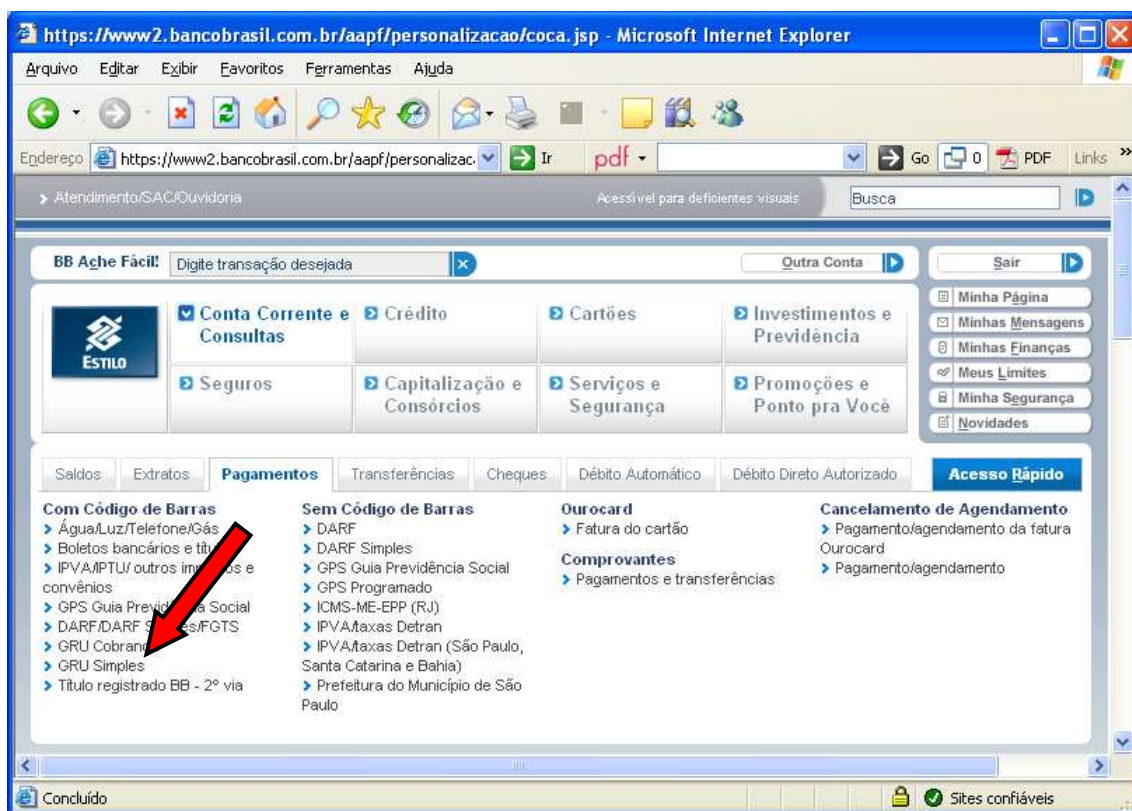 https://www2.bancobrasil.com.br/aapf/personalizacao/coca.jsp - Microsoft Internet Explorer
Arquivo Editar Exibir Favoritos Ferramentas Ajuda
Endereço https://www2.bancobrasil.com.br/aapf/personalizac Ir pdf Go 0 PDF Links »
Atendimento/SAC/Ouvidoria Acessível para deficientes visuais Busca
BB Ache Fácil! Digite transação desejada Outra Conta Sair
ESTILO
Conta Corrente e
Consultas
Crédito
Cartões
Investimentos e
Previdência
Seguros
Capitalização e
Consórcios
Serviços e
Segurança
Promoções e
Ponto pra Você
Minha Página
Minhas Mensagens
Minhas Finanças
Meus Limites
Minha Segurança
Novidades
Saldos Extratos Pagamentos Transferências Cheques Débito Automático Débito Direto Autorizado Acesso Rápido
Com Código de Barras
Água/Luz/Telefone/Gás
Boletos bancários e
IPVA/IPTU/ outros e
convênios
GPS Guia Social
DARF/DARF
GRU
GRU Simples
Título registrado BB - 2º via
Sem Código de Barras
DARF
DARF Simples
GPS Guia Previdência Social
GPS Programado
ICMS-ME-EPP (RJ)
IPVA/taxas Detran
IPVA/taxas Detran (São Paulo,
Santa Catarina e Bahia)
Prefeitura do Município de São
Paulo
Ourocard
Fatura do cartão
Comprovantes
Pagamentos e transferências
Cancelamento de Agendamento
Pagamento/agendamento da fatura
Ourocard
Pagamento/agendamento
Concluído Sites confiáveis